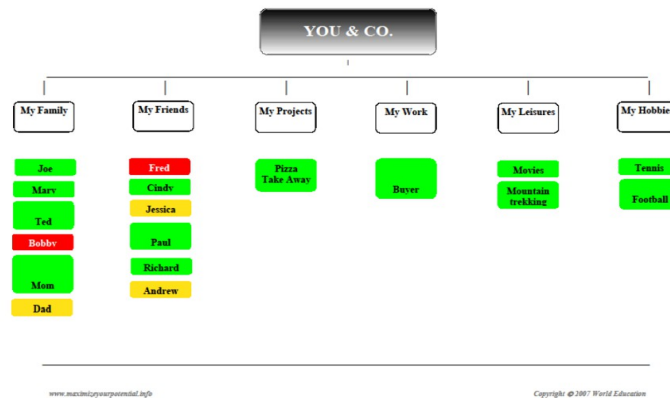 YOU & CO.
My Family
My Friends
My Projects
My Work
My Leisures
My Hobbie
Joe
Mary
Ted
Bobby
Mom
Dad
Fred
Cindy
Jessica
Paul
Richard
Andrew
Pizza
Take Away
Buyer
Movies
Mountain
trekking
Tennis
Football
www.maximizeyourpotential.info
Copyright @ 2007 World Education